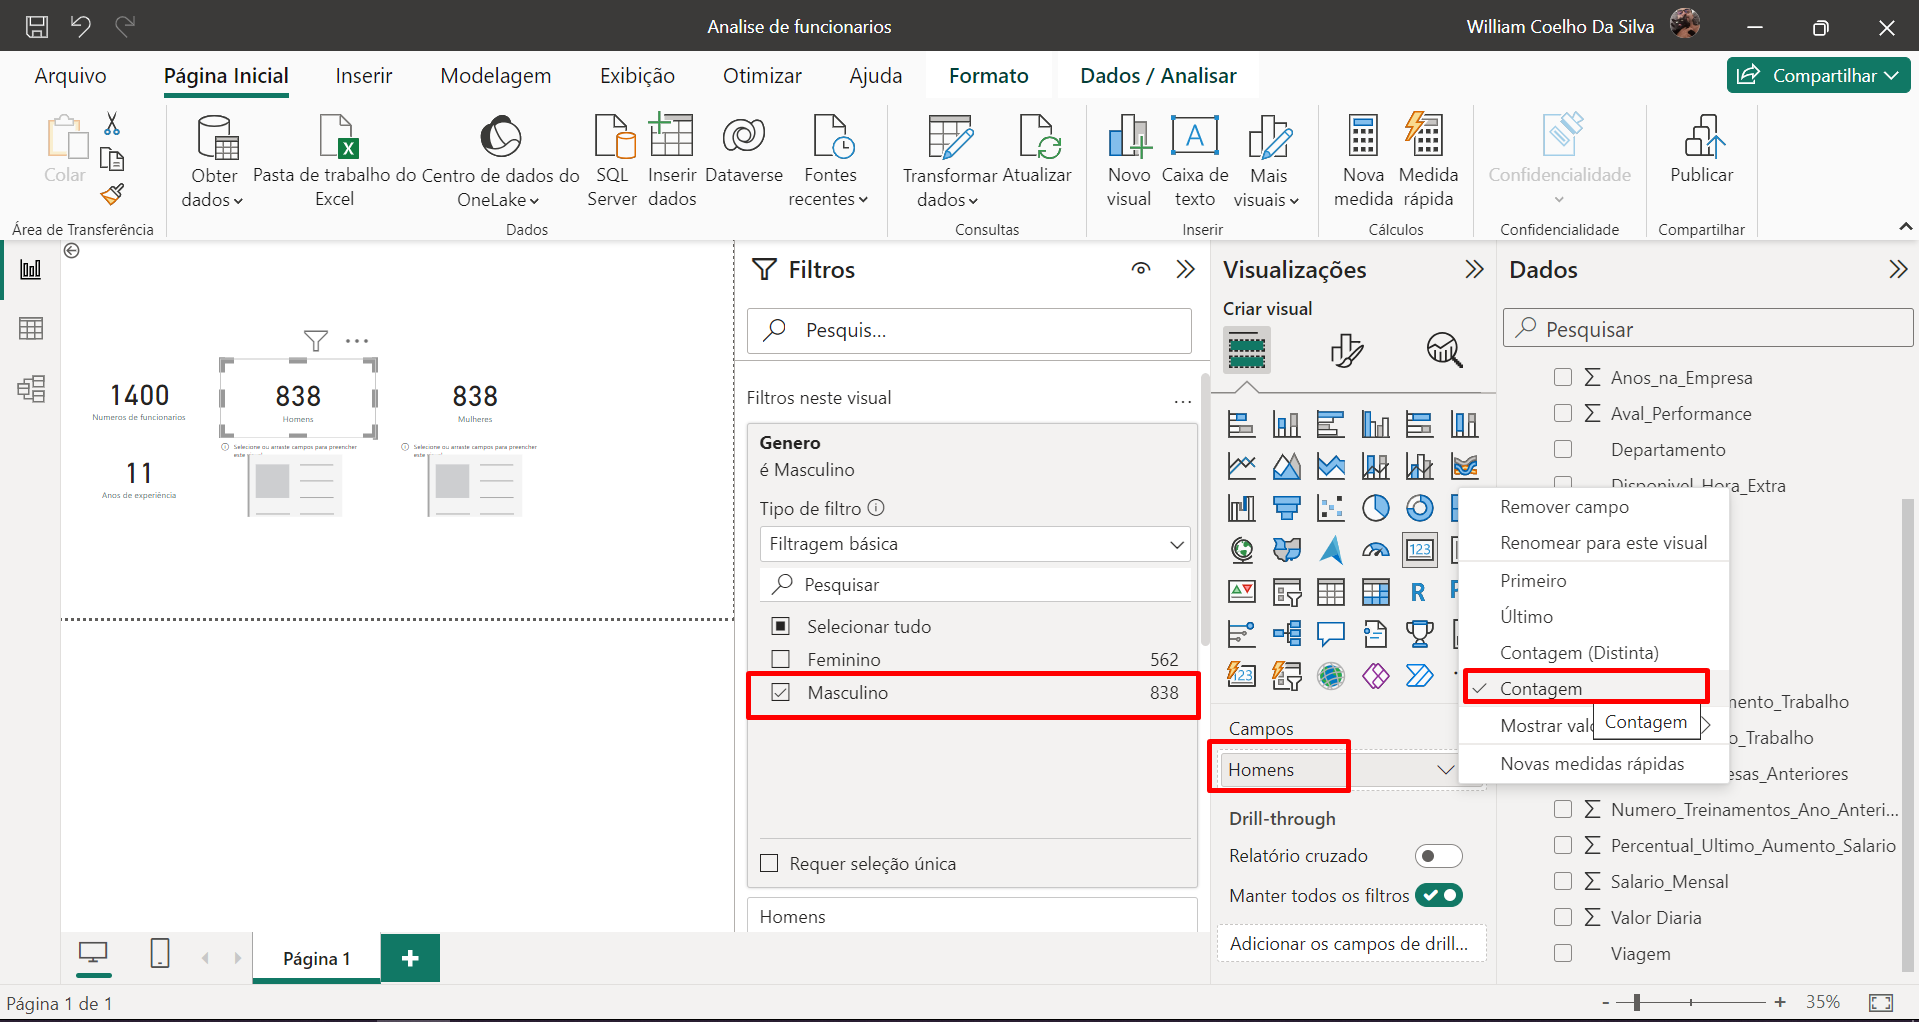 Analise de funcionarios
William Coelho Da Silva
Arquivo
Página Inicial
Inserir
Modelagem
Exibição
Otimizar
Ajuda
Formato
Dados / Analisar
Compartilhar
Colar
Área de Transferência
Obter
dados
Pasta de trabalho do
Excel
Centro de dados do
OneLake
SQL
Server
Inserir
dados
Dataverse
Fontes
recentes
Dados
Transformar
dados
Atualizar
Consultas
Novo
visual
Caixa de
texto
A
Mais
visuais
Inserir
Nova
medida
Medida
rápida
Cálculos
Confidencialidade
Confidencialidade
Publicar
Compartilhar
1400
Numeros de funcionarios
838
Homens
838
Mulheres
Selecione ou arraste campos para preencher
este
Selecione ou arraste campos para preencher
este
11
Anos de experiência
Filtros
Pesquis...
Filtros neste visual
...
Genero
é Masculino
Tipo de filtro
Filtragem básica
Pesquisar
Selecionar tudo
Feminino 562
Masculino 838
Requer seleção única
Homens
Visualizações
Criar visual
123
R
123
Campos
Homens
Drill-through
Relatório cruzado
Manter todos os filtros
Adicionar os campos de drill...
Remover campo
Renomear para este visual
Primeiro
Último
Contagem (Distinta)
Contagem
Mostrar valo
Contagem
Novas medidas rápidas
Dados
Pesquisar
Anos_na_Empresa
Aval_Performance
Departamento
Disponivel_Hora_Extra
mento_Trabalho
o_Trabalho
esas_Anteriores
Numero_Treinamentos_Ano_Anteri...
Percentual_Ultimo_Aumento_Salario
Salario_Mensal
Valor Diaria
Viagem
Página 1
+
Página 1 de 1
-
+
35%